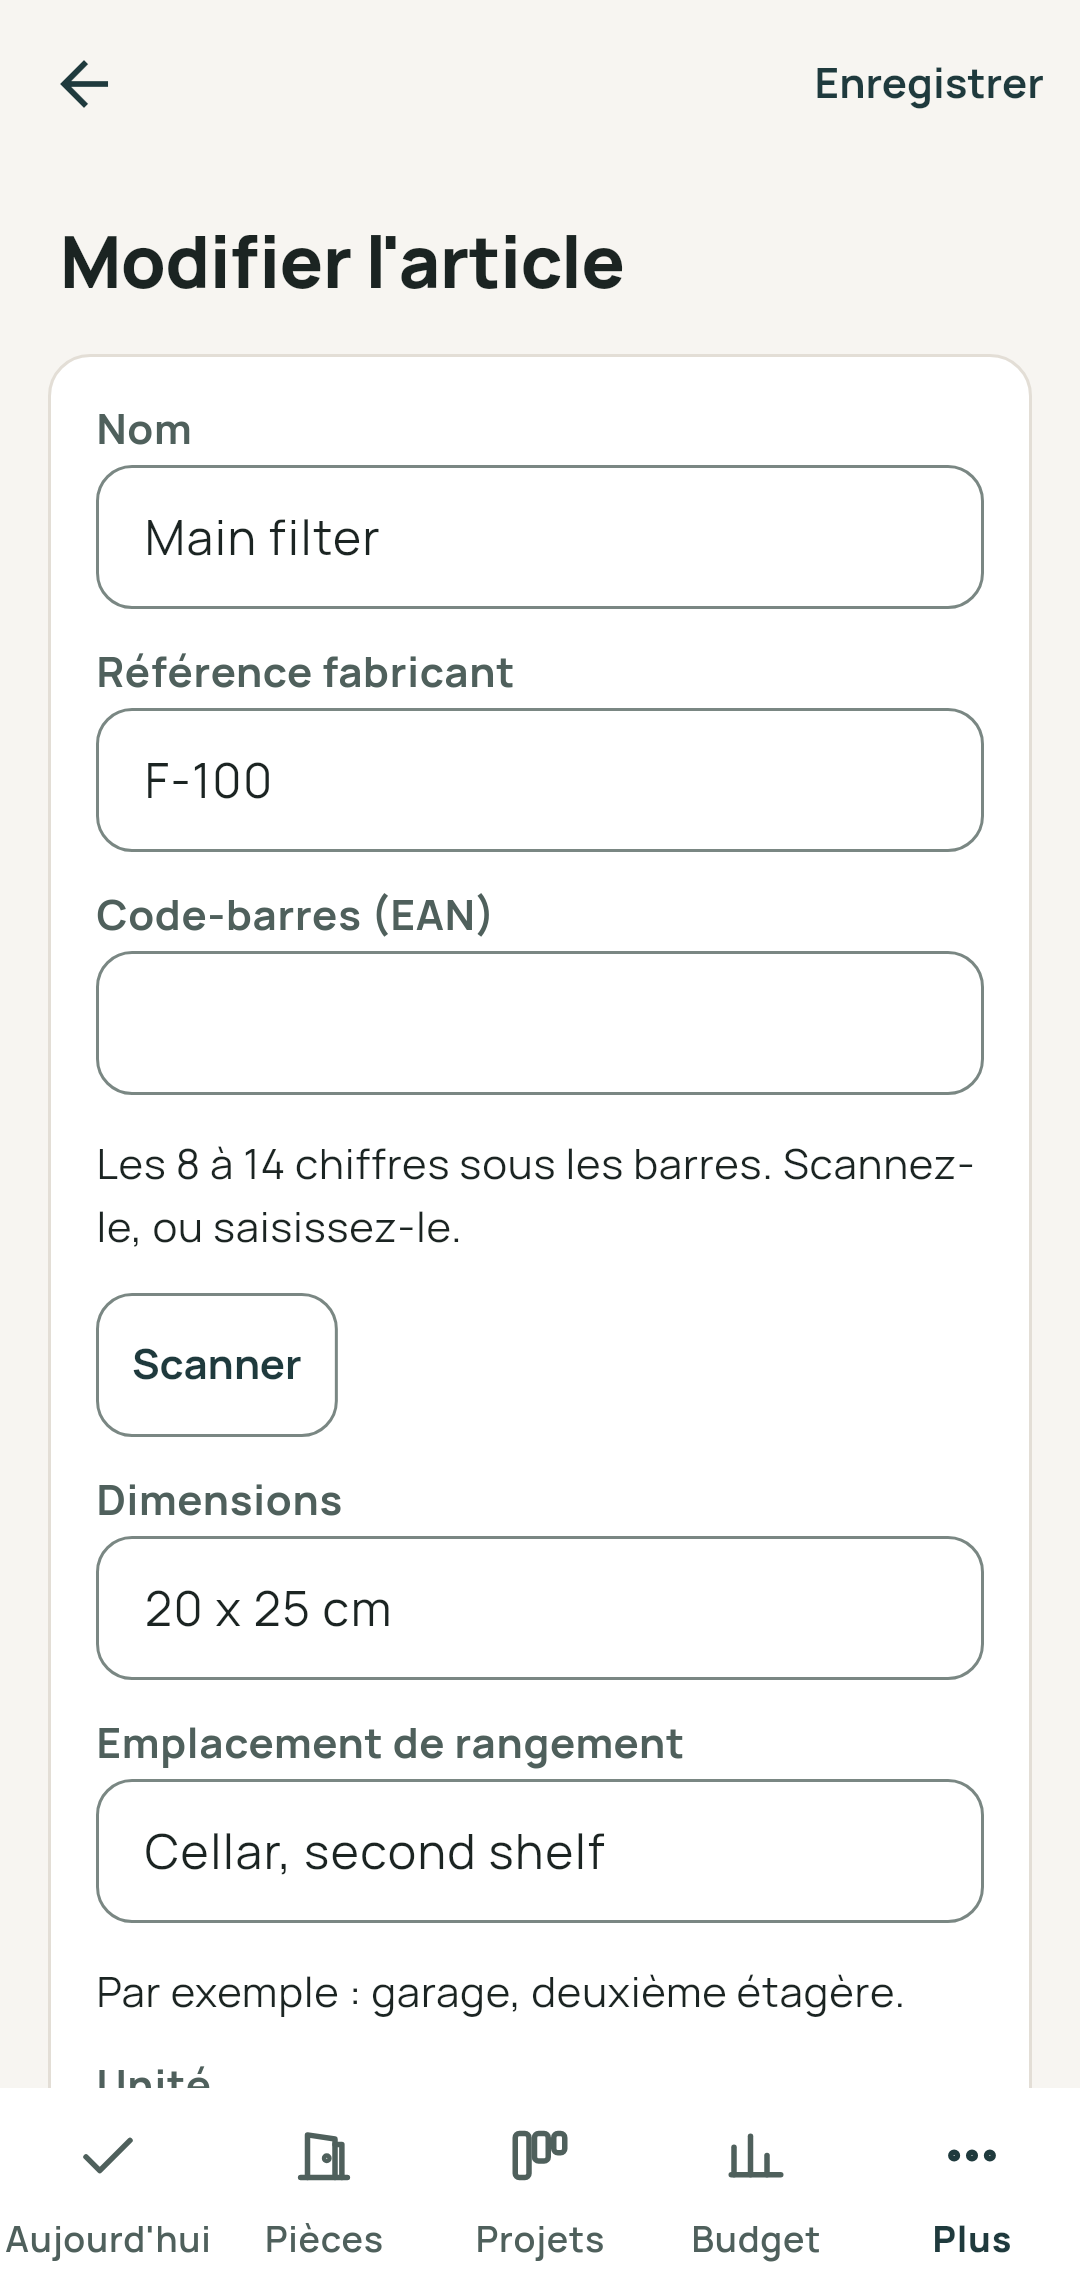 Enregistrer
Modifier l'article
Nom
Main filter
Référence fabricant
F-100
Code-barres (EAN)
Les 8 à 14 chiffres sous les barres. Scannez-
le, ou saisissez-le.
Scanner
Dimensions
20 x 25 cm
Emplacement de rangement
Cellar, second shelf
Par exemple : garage, deuxième étagère.
Unité
Aujourd'hui
Pièces
Projets
Budget
Plus